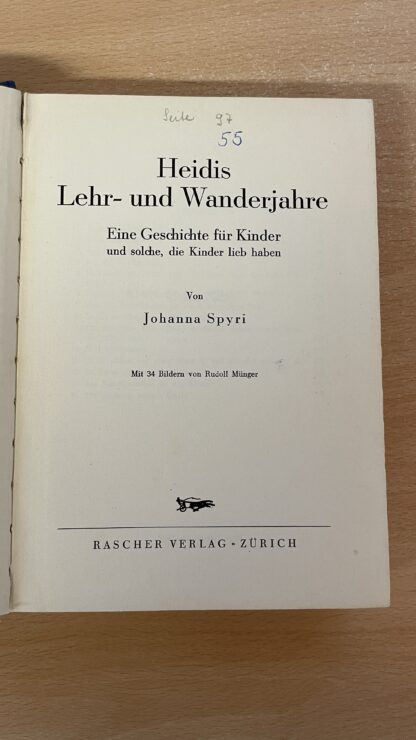 Seite 97
55
Heidis
Lehr- und Wanderjahre
Eine Geschichte für Kinder
und solche, die Kinder lieb haben
Von
Johanna Spyri
Mit 34 Bildern von Rudolf Münger
RASCHER VERLAG - ZÜRICH